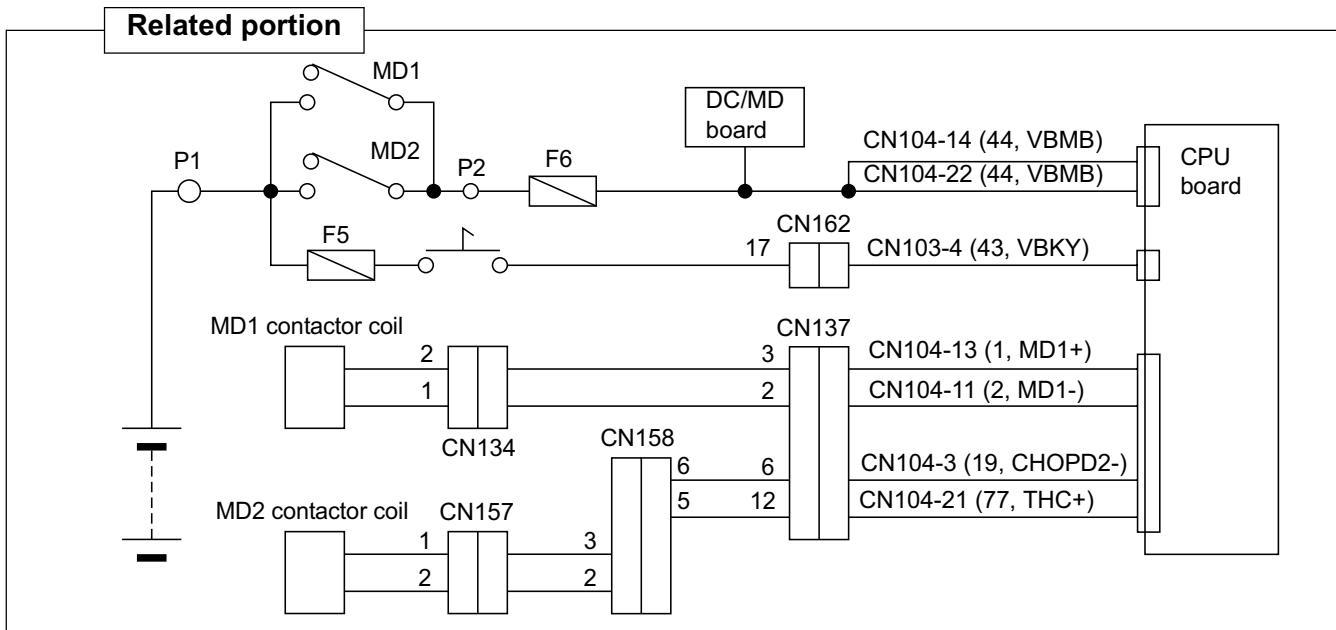 Related portion
MD1
DC/MD
board
CN104-14 (44, VBMB)
CPU
board
P1
MD2
P2
F6
CN104-22 (44, VBMB)
F5
17
CN162
CN103-4 (43, VBKY)
MD1 contactor coil
CN137
2
3
CN104-13 (1, MD1+)
1
2
CN104-11 (2, MD1-)
CN134
CN158
6
6
CN104-3 (19, CHOPD2-)
5
12
CN104-21 (77, THC+)
MD2 contactor coil
CN157
1
3
2
2